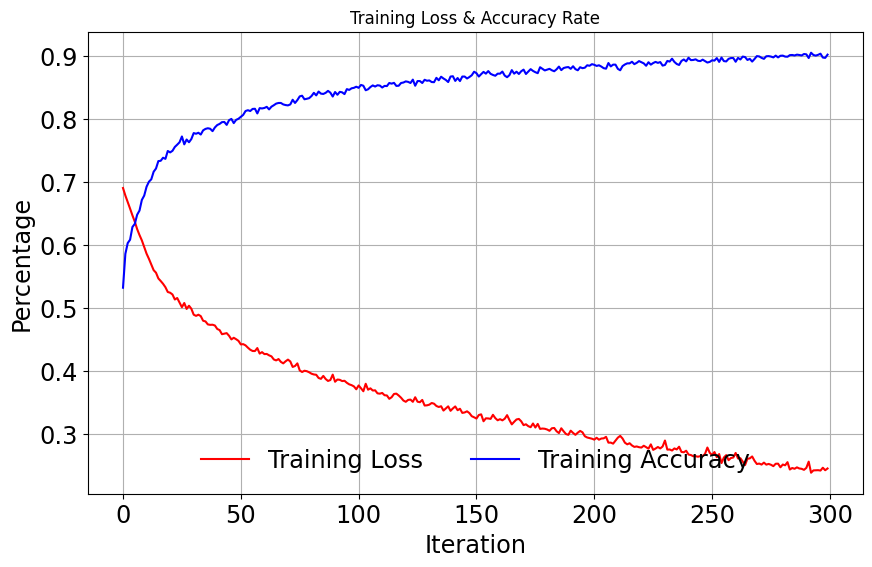 Training Loss & Accuracy Rate
0.9
0.8
0.7
0.6
0.5
0.4
0.3
Percentage
Training Loss
Training Accuracy
0 50 100 150 200 250 300
Iteration